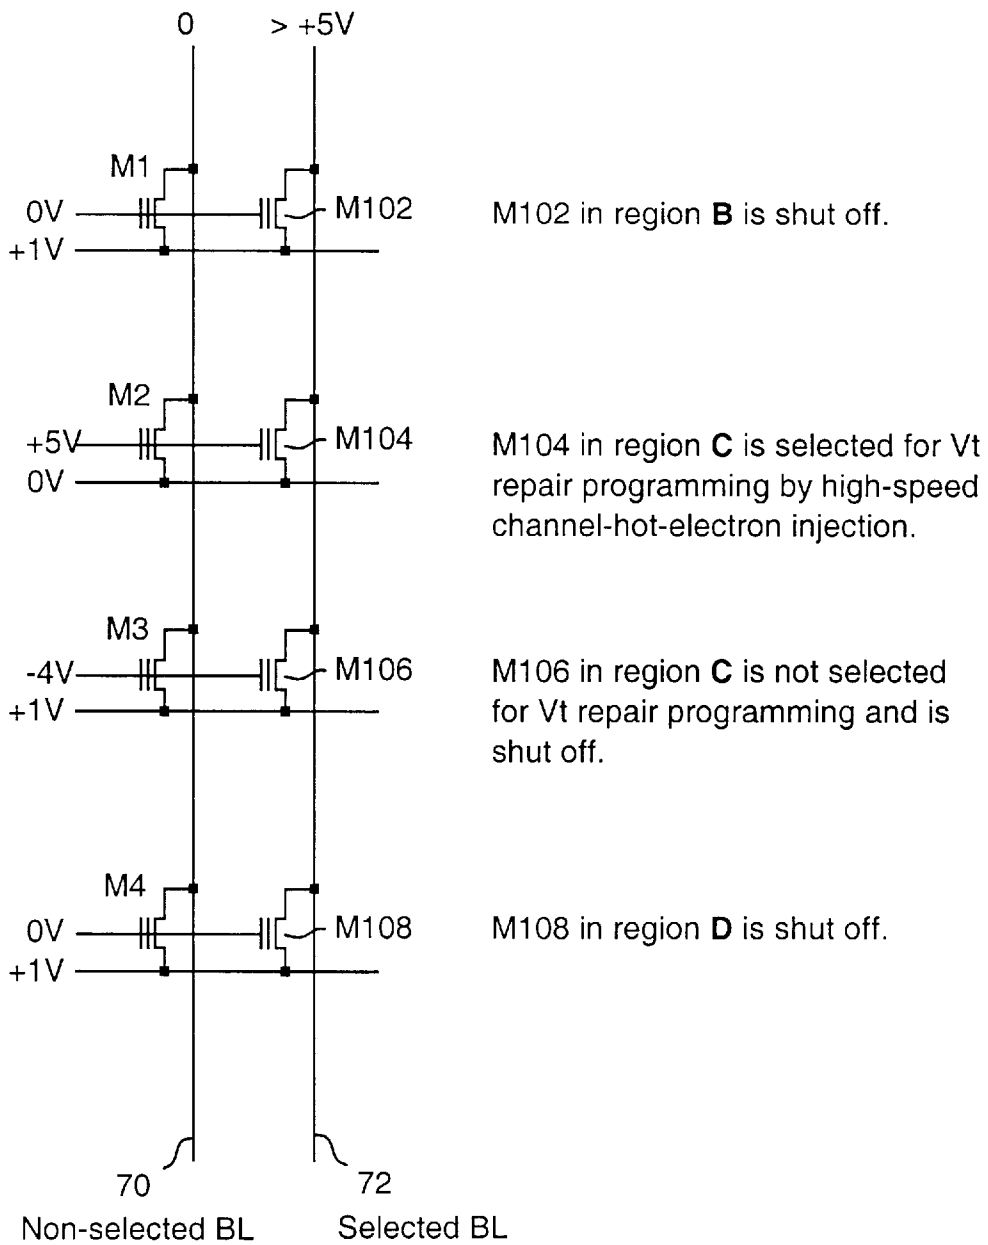 0 > +5V
M1
0V M102 M102 in region B is shut off.
+1V
M2
+5V M104 M104 in region C is selected for Vt
0V repair programming by high-speed
channel-hot-electron injection.
M3
-4V M106 M106 in region C is not selected
+1V for Vt repair programming and is
shut off.
M4
0V M108 M108 in region D is shut off.
+1V
70 72
Non-selected BL Selected BL